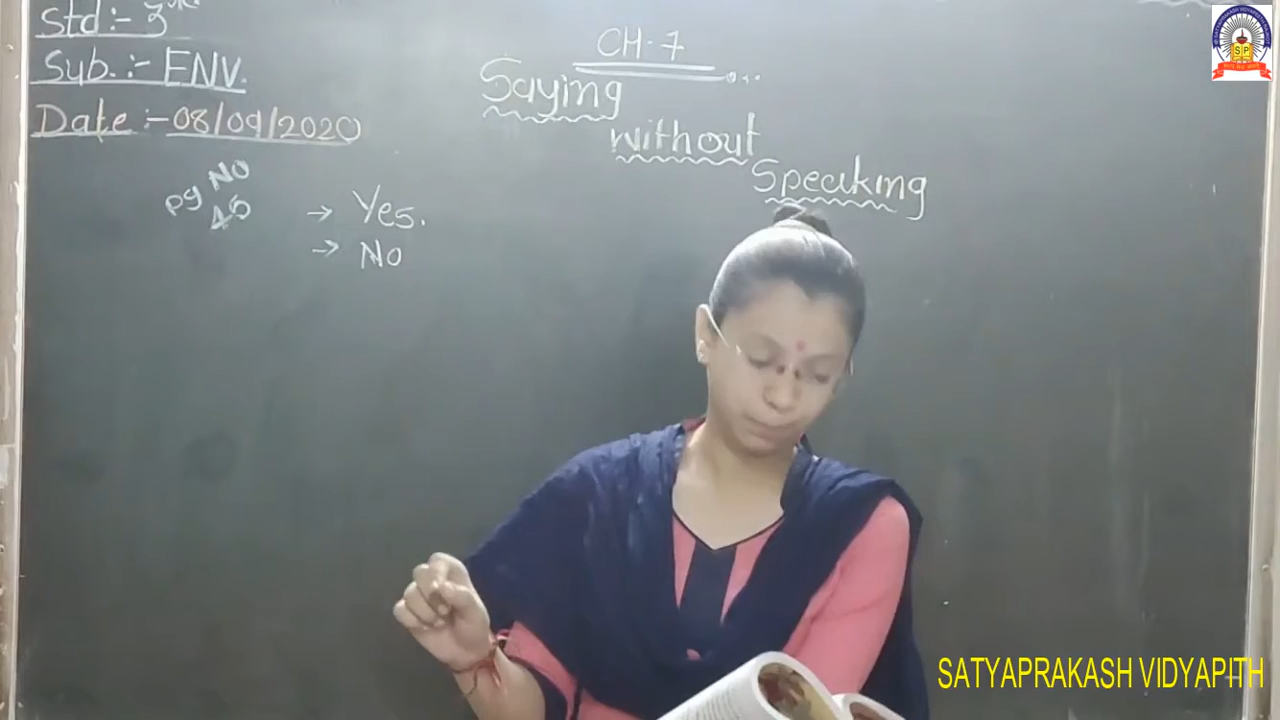 Std:- 3rd
Sub.:- ENV.
Date:- 08/09/2020
CH-7
Saying
without
Speaking
Pg No
45
→ Yes.
→ No
SP
SATYAPRAKASH VIDYAPITH